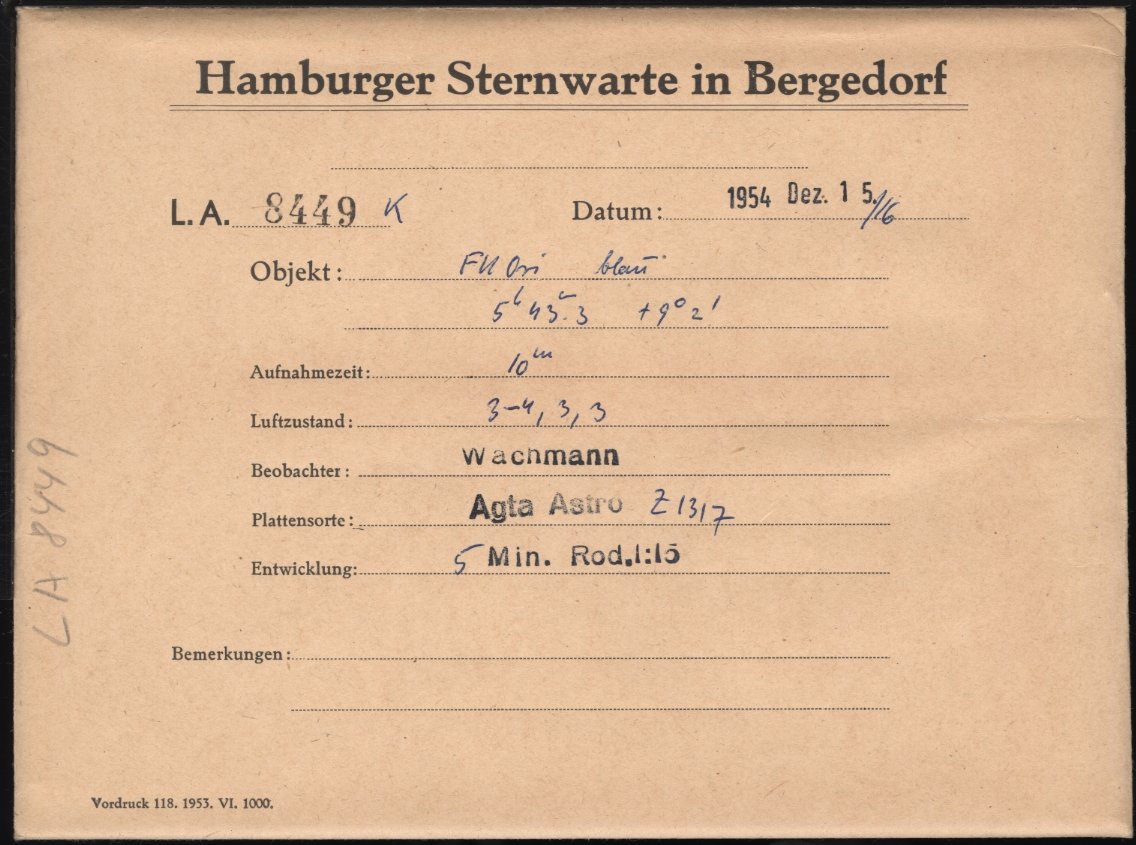 Hamburger Sternwarte in Bergedorf
L.A. 8449 K Datum: 1954 Dez. 15./16
Objekt: FU Ori blau
5h 43m.3 +9° 2'
Aufnahmezeit: 10m
Luftzustand: 3-4, 3, 3
Beobachter: Wachmann
Plattensorte: Agfa Astro Z 1317
Entwicklung: 5 Min. Rod.1:15
Bemerkungen:
LA 8449
Vordruck 118. 1953. VI. 1000.